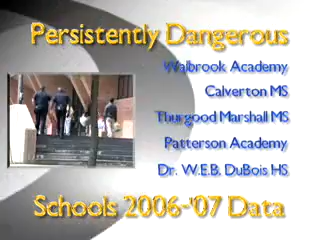 Persistently Dangerous
Walbrook Academy
Calverton MS
Thurgood Marshall MS
Patterson Academy
Dr. W.E.B. DuBois HS
Schools 2006-'07 Data